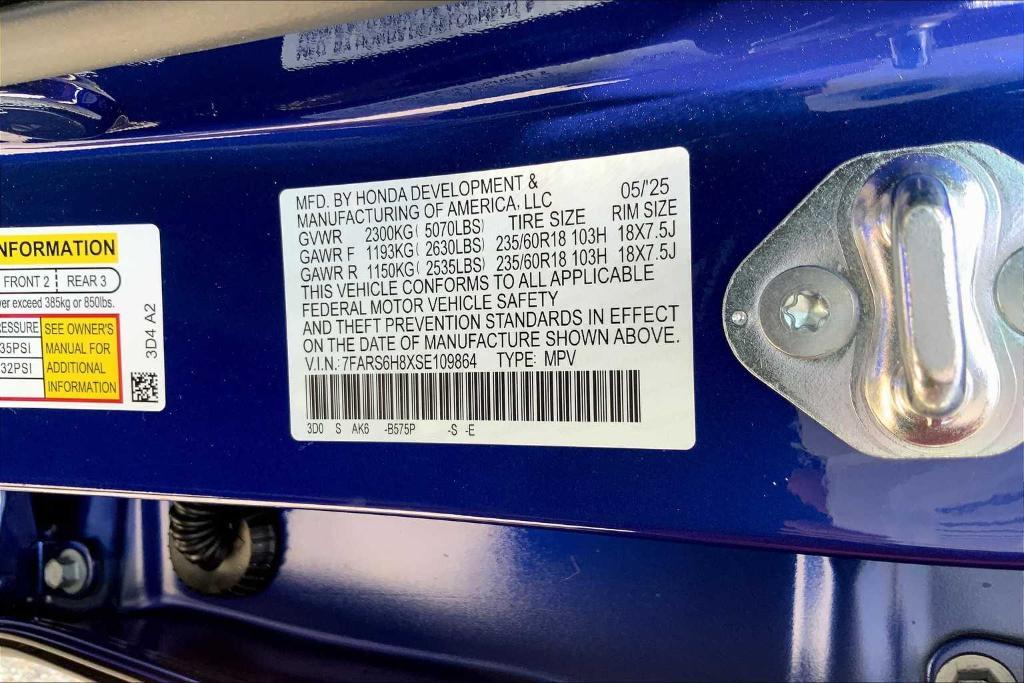 NFORMATION
FRONT 2 REAR 3
ver exceed 385kg or 850lbs.
ESSURE
35PSI
32PSI
SEE OWNER'S
MANUAL FOR
ADDITIONAL
INFORMATION
3D4 A2
MFD. BY HONDA DEVELOPMENT & 05/'25
MANUFACTURING OF AMERICA, LLC
GVWR 2300KG( 5070LBS) TIRE SIZE RIM SIZE
GAWR F 1193KG( 2630LBS) 235/60R18 103H 18X7.5J
GAWR R 1150KG( 2535LBS) 235/60R18 103H 18X7.5J
THIS VEHICLE CONFORMS TO ALL APPLICABLE
FEDERAL MOTOR VEHICLE SAFETY
AND THEFT PREVENTION STANDARDS IN EFFECT
ON THE DATE OF MANUFACTURE SHOWN ABOVE.
V.I.N.:7FARS6H8XSE109864 TYPE: MPV
3D0 S AK6 -B575P -S -E